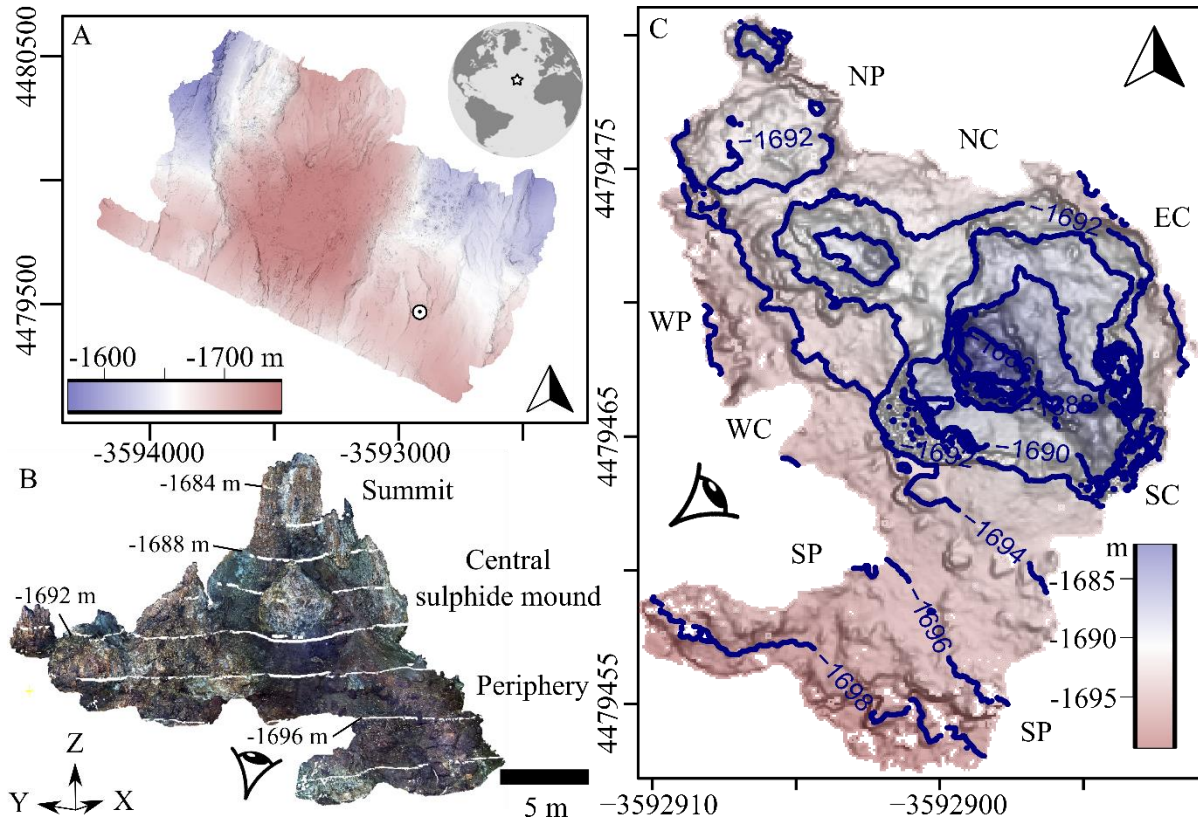 A
4480500
4479500
-1600 -1700 m
-3594000 -3593000
B
-1684 m
Summit
-1688 m
Central
sulphide mound
-1692 m
Periphery
-1696 m
Z
Y X
5 m
C
NP
-1692
NC
4479475
-1692
EC
WP
-1686
-1688
WC
4479465
-1692
-1690
SC
-1694
SP
m
-1685
-1696
-1690
4479455
-1698
-1695
SP
−3592910 −3592900